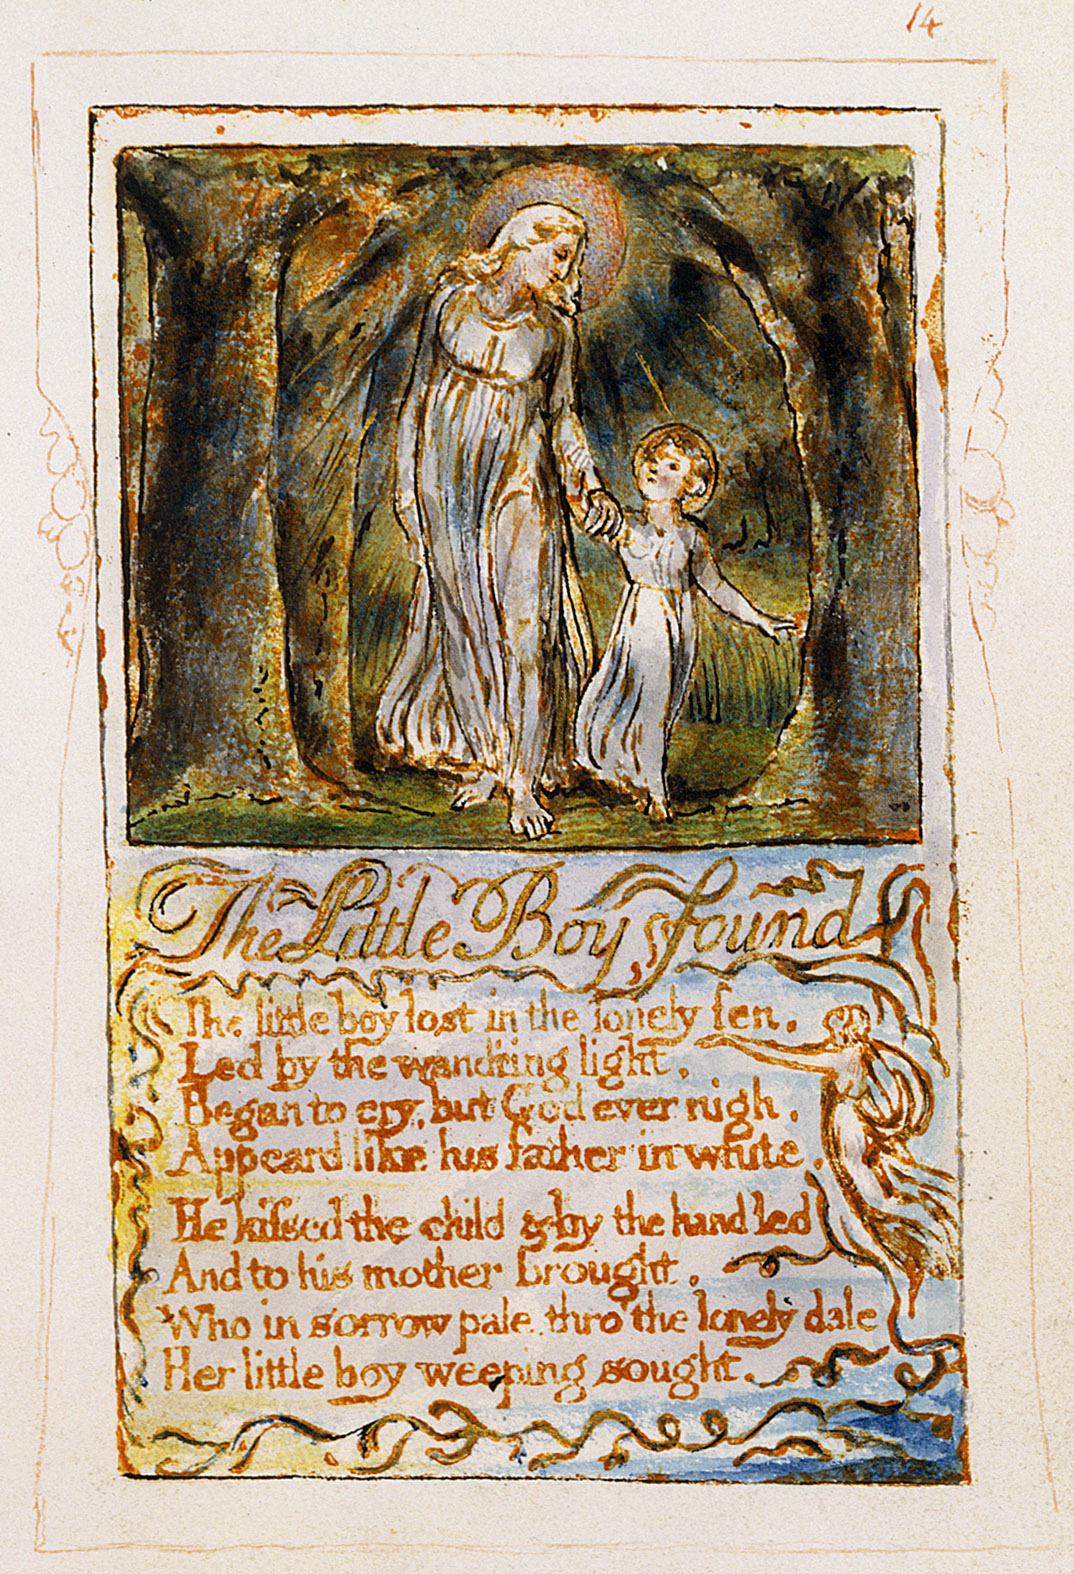 14
The Little Boy found
The little boy lost in the lonely fen,
Led by the wand'ring light,
Began to cry, but God ever nigh,
Appeard like his father in white.
He kissed the child & by the hand led
And to his mother brought,
Who in sorrow pale, thro' the lonely dale
Her little boy weeping sought.